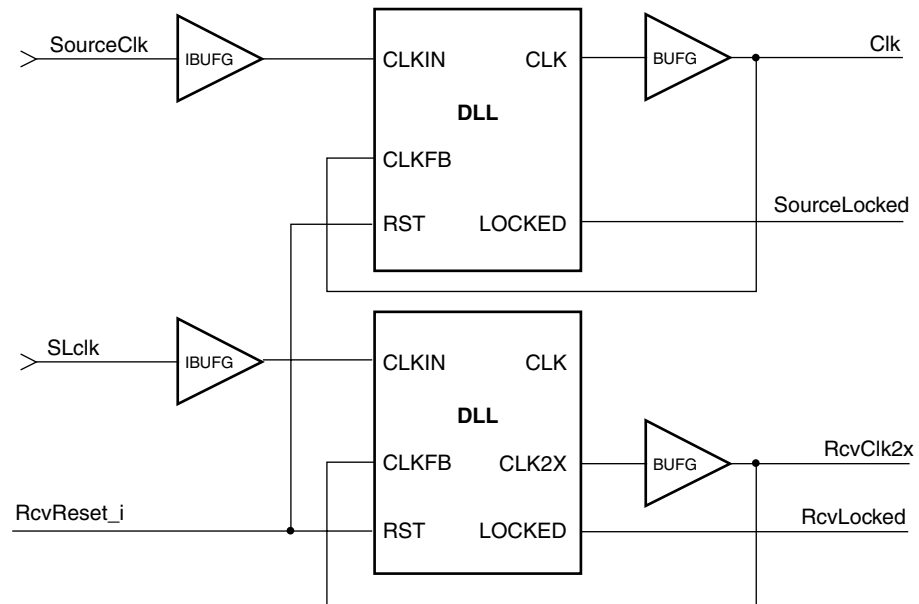 SourceClk
IBUFG
CLKIN
CLK
BUFG
Clk
DLL
CLKFB
RST
LOCKED
SourceLocked
SLclk
IBUFG
CLKIN
CLK
DLL
CLKFB
CLK2X
BUFG
RcvClk2x
RcvReset_i
RST
LOCKED
RcvLocked